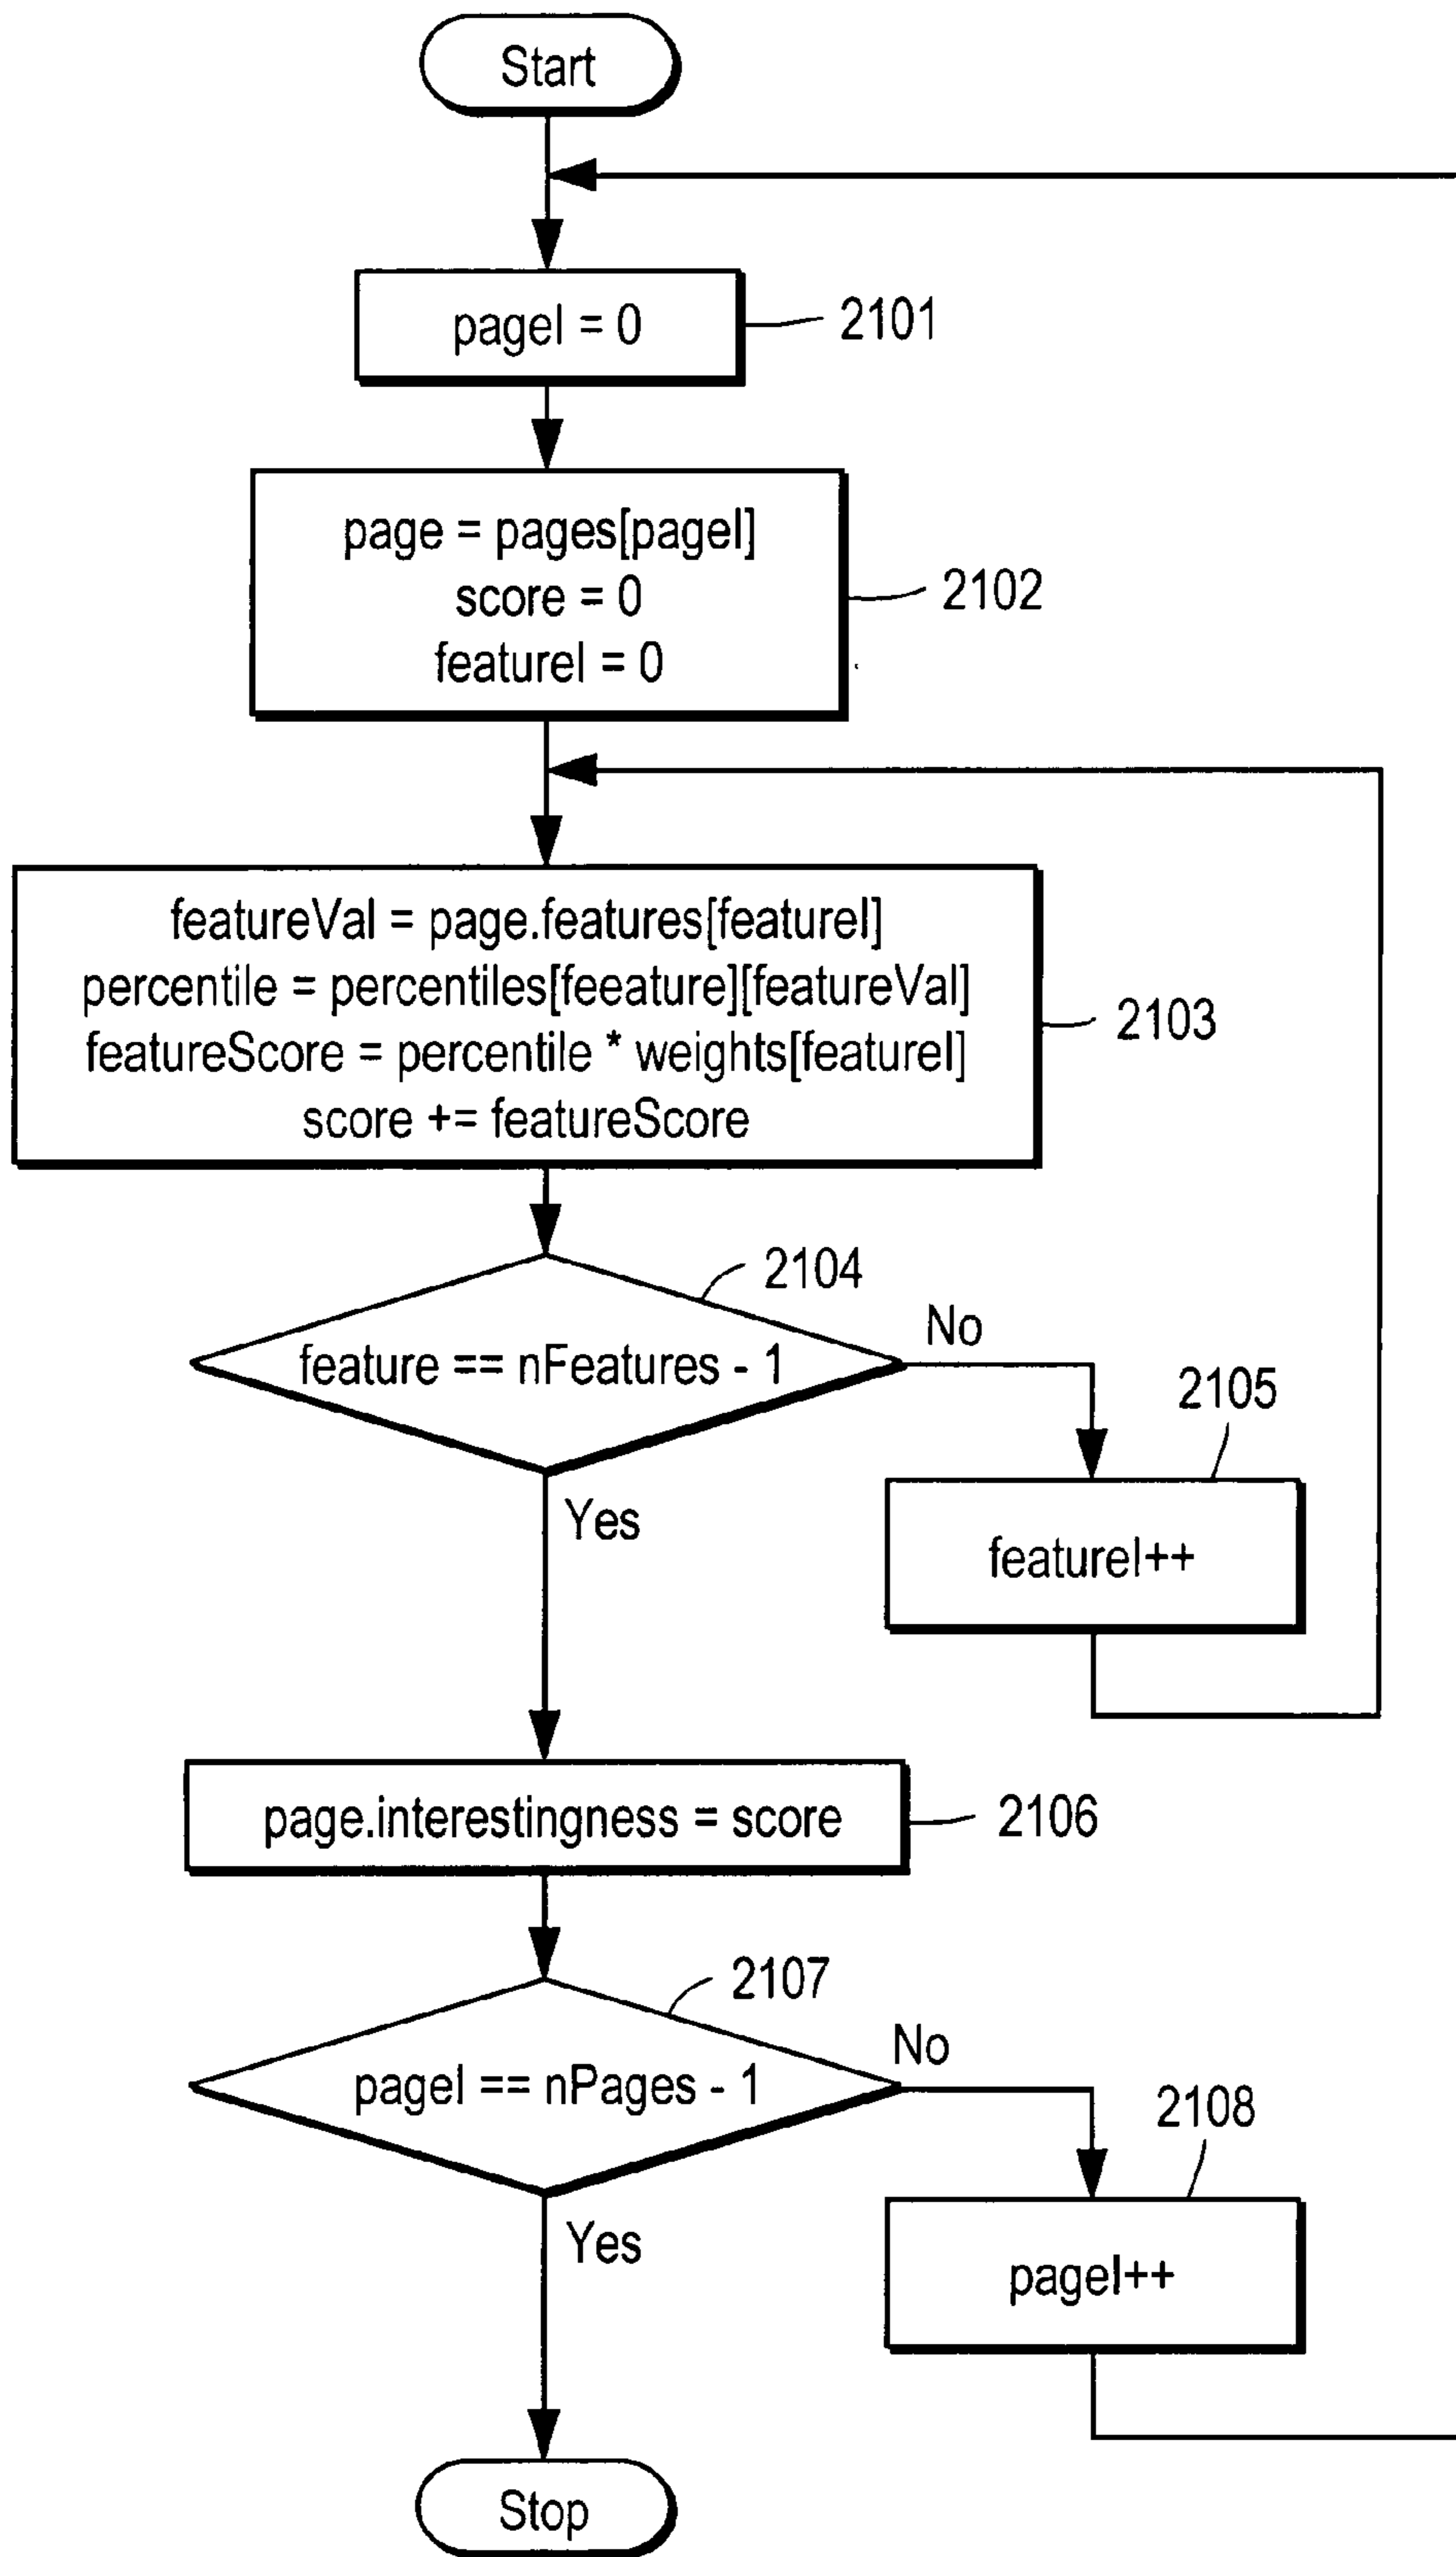 Start
pageI = 0
2101
page = pages[pageI]
score = 0
featureI = 0
2102
featureVal = page.features[featureI]
percentile = percentiles[feeature][featureVal]
featureScore = percentile * weights[featureI]
score += featureScore
2103
2104
feature == nFeatures - 1
No
2105
Yes
featureI++
page.interestingness = score
2106
2107
pageI == nPages - 1
No
2108
Yes
pageI++
Stop